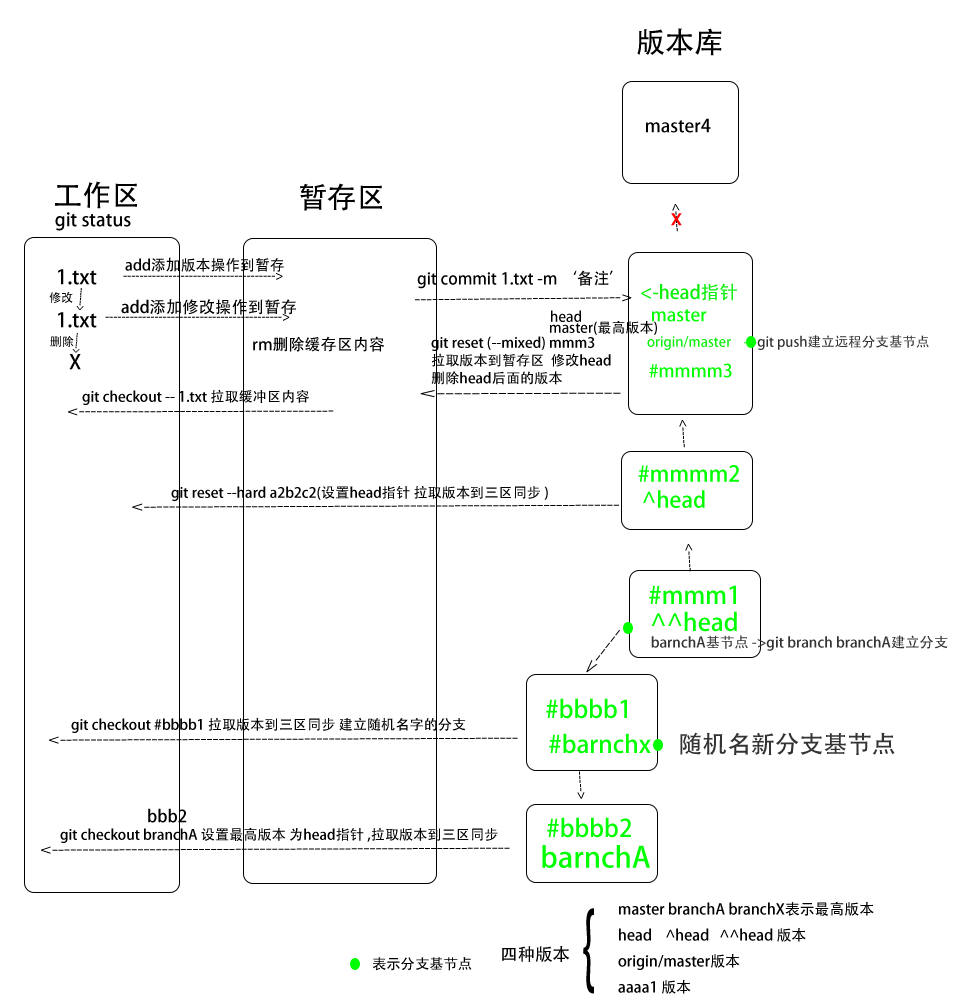 版本库
master4
工作区
git status
暂存区
X
1.txt
add添加版本操作到暂存
git commit 1.txt -m ‘备注’
<-head指针
修改
1.txt
add添加修改操作到暂存
head
master
master(最高版本)
删除
X
rm删除缓存区内容
git reset (--mixed) mmm3
origin/master
git push建立远程分支基节点
拉取版本到暂存区 修改head
#mmmm3
删除head后面的版本
git checkout -- 1.txt 拉取缓冲区内容
#mmmm2
^head
git reset --hard a2b2c2(设置head指针 拉取版本到三区同步 )
#mmm1
^^head
barnchA基节点 ->git branch branchA建立分支
#bbbb1
git checkout #bbbb1 拉取版本到三区同步 建立随机名字的分支
#barnchx
随机名新分支基节点
bbb2
git checkout branchA 设置最高版本 为head指针 ,拉取版本到三区同步
#bbbb2
barnchA
master branchA branchX表示最高版本
head ^head ^^head 版本
四种版本
origin/master版本
表示分支基节点
aaaa1 版本